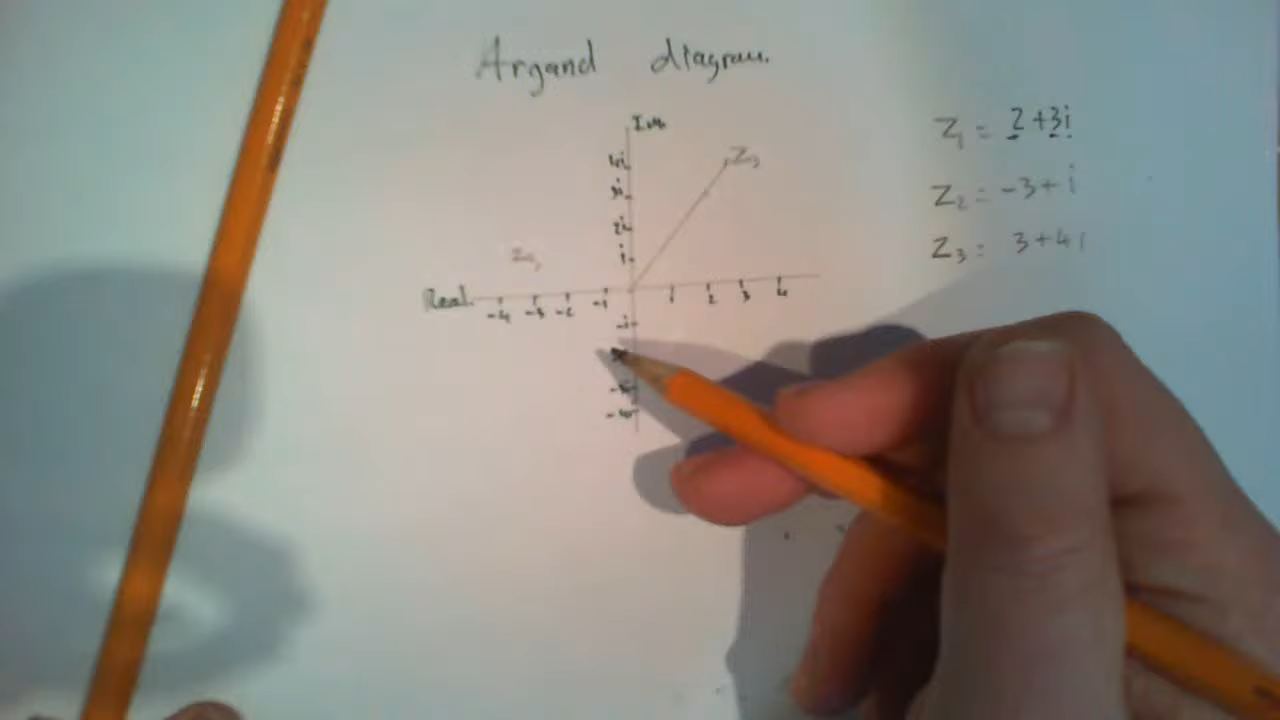 Argand diagram.
Im
4i
3i
2i
i
Z3
Z2
Real.
-4 -3 -2 -1 1 2 3 4
-i
Z1 = 2+3i
Z2 = -3+i
Z3 = 3+4i